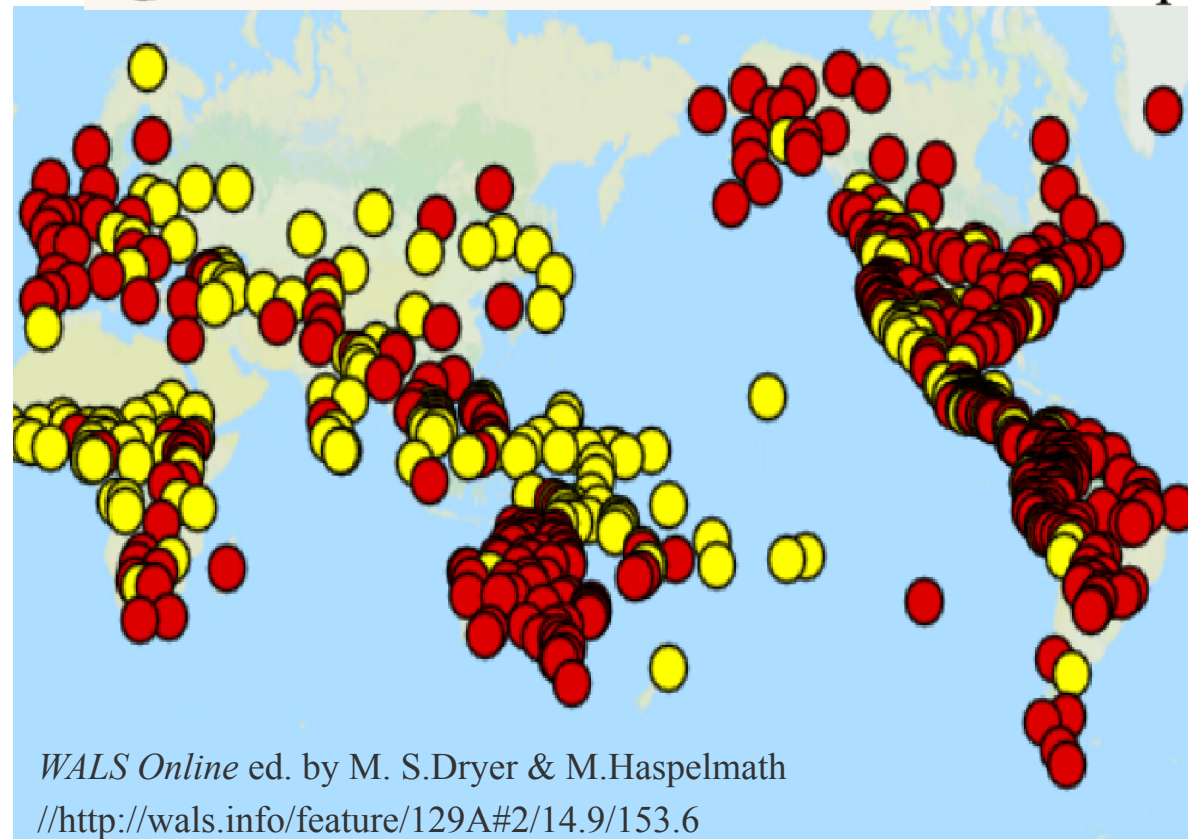 WALS Online ed. by M. S.Dryer & M.Haspelmath
//http://wals.info/feature/129A#2/14.9/153.6